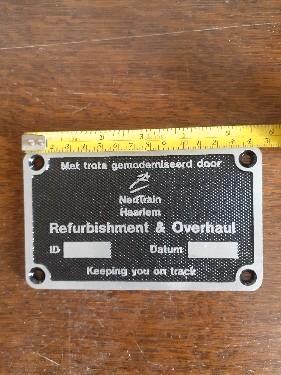 Met trots gemoderniseerd door
NedTrain
Haarlem
Refurbishment & Overhaul
ID Datum
Keeping you on track